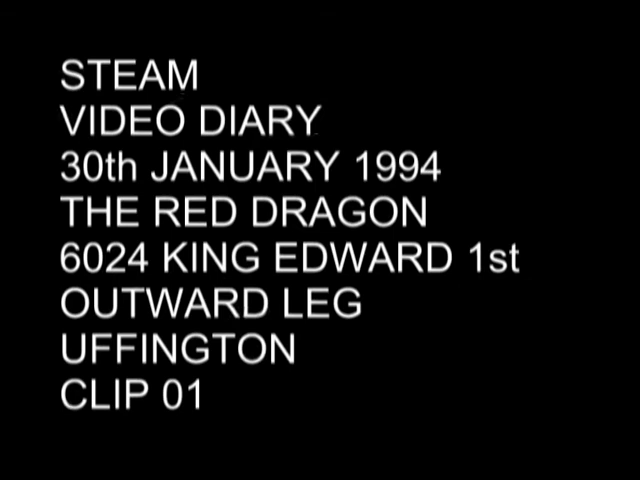 STEAM
VIDEO DIARY
30th JANUARY 1994
THE RED DRAGON
6024 KING EDWARD 1st
OUTWARD LEG
UFFINGTON
CLIP 01